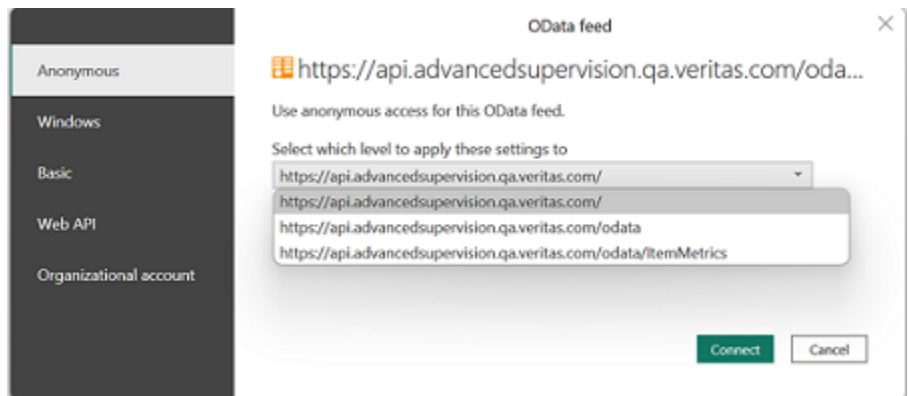 OData feed
Anonymous
Windows
Basic
Web API
Organizational account
https://api.advancedsupervision.qa.veritas.com/oda...
Use anonymous access for this OData feed.
Select which level to apply these settings to
https://api.advancedsupervision.qa.veritas.com/
https://api.advancedsupervision.qa.veritas.com/
https://api.advancedsupervision.qa.veritas.com/odata
https://api.advancedsupervision.qa.veritas.com/odata/ItemMetrics
Connect
Cancel